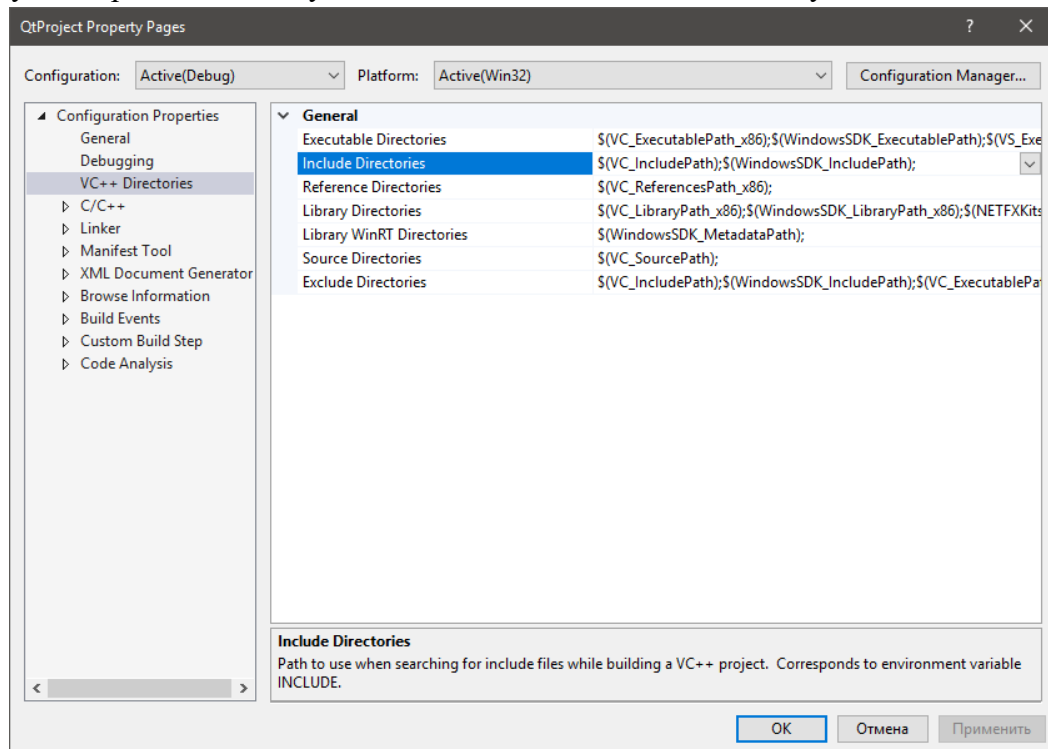 QtProject Property Pages ? ×
Configuration: Active(Debug) Platform: Active(Win32) Configuration Manager...
Configuration Properties
General
Debugging
VC++ Directories
C/C++
Linker
Manifest Tool
XML Document Generator
Browse Information
Build Events
Custom Build Step
Code Analysis
General
Executable Directories $(VC_ExecutablePath_x86);$(WindowsSDK_ExecutablePath);$(VS_Exe
Include Directories $(VC_IncludePath);$(WindowsSDK_IncludePath);
Reference Directories $(VC_ReferencesPath_x86);
Library Directories $(VC_LibraryPath_x86);$(WindowsSDK_LibraryPath_x86);$(NETFXKits
Library WinRT Directories $(WindowsSDK_MetadataPath);
Source Directories $(VC_SourcePath);
Exclude Directories $(VC_IncludePath);$(WindowsSDK_IncludePath);$(VC_ExecutablePa
Include Directories
Path to use when searching for include files while building a VC++ project. Corresponds to environment variable
INCLUDE.
OK Отмена Применить